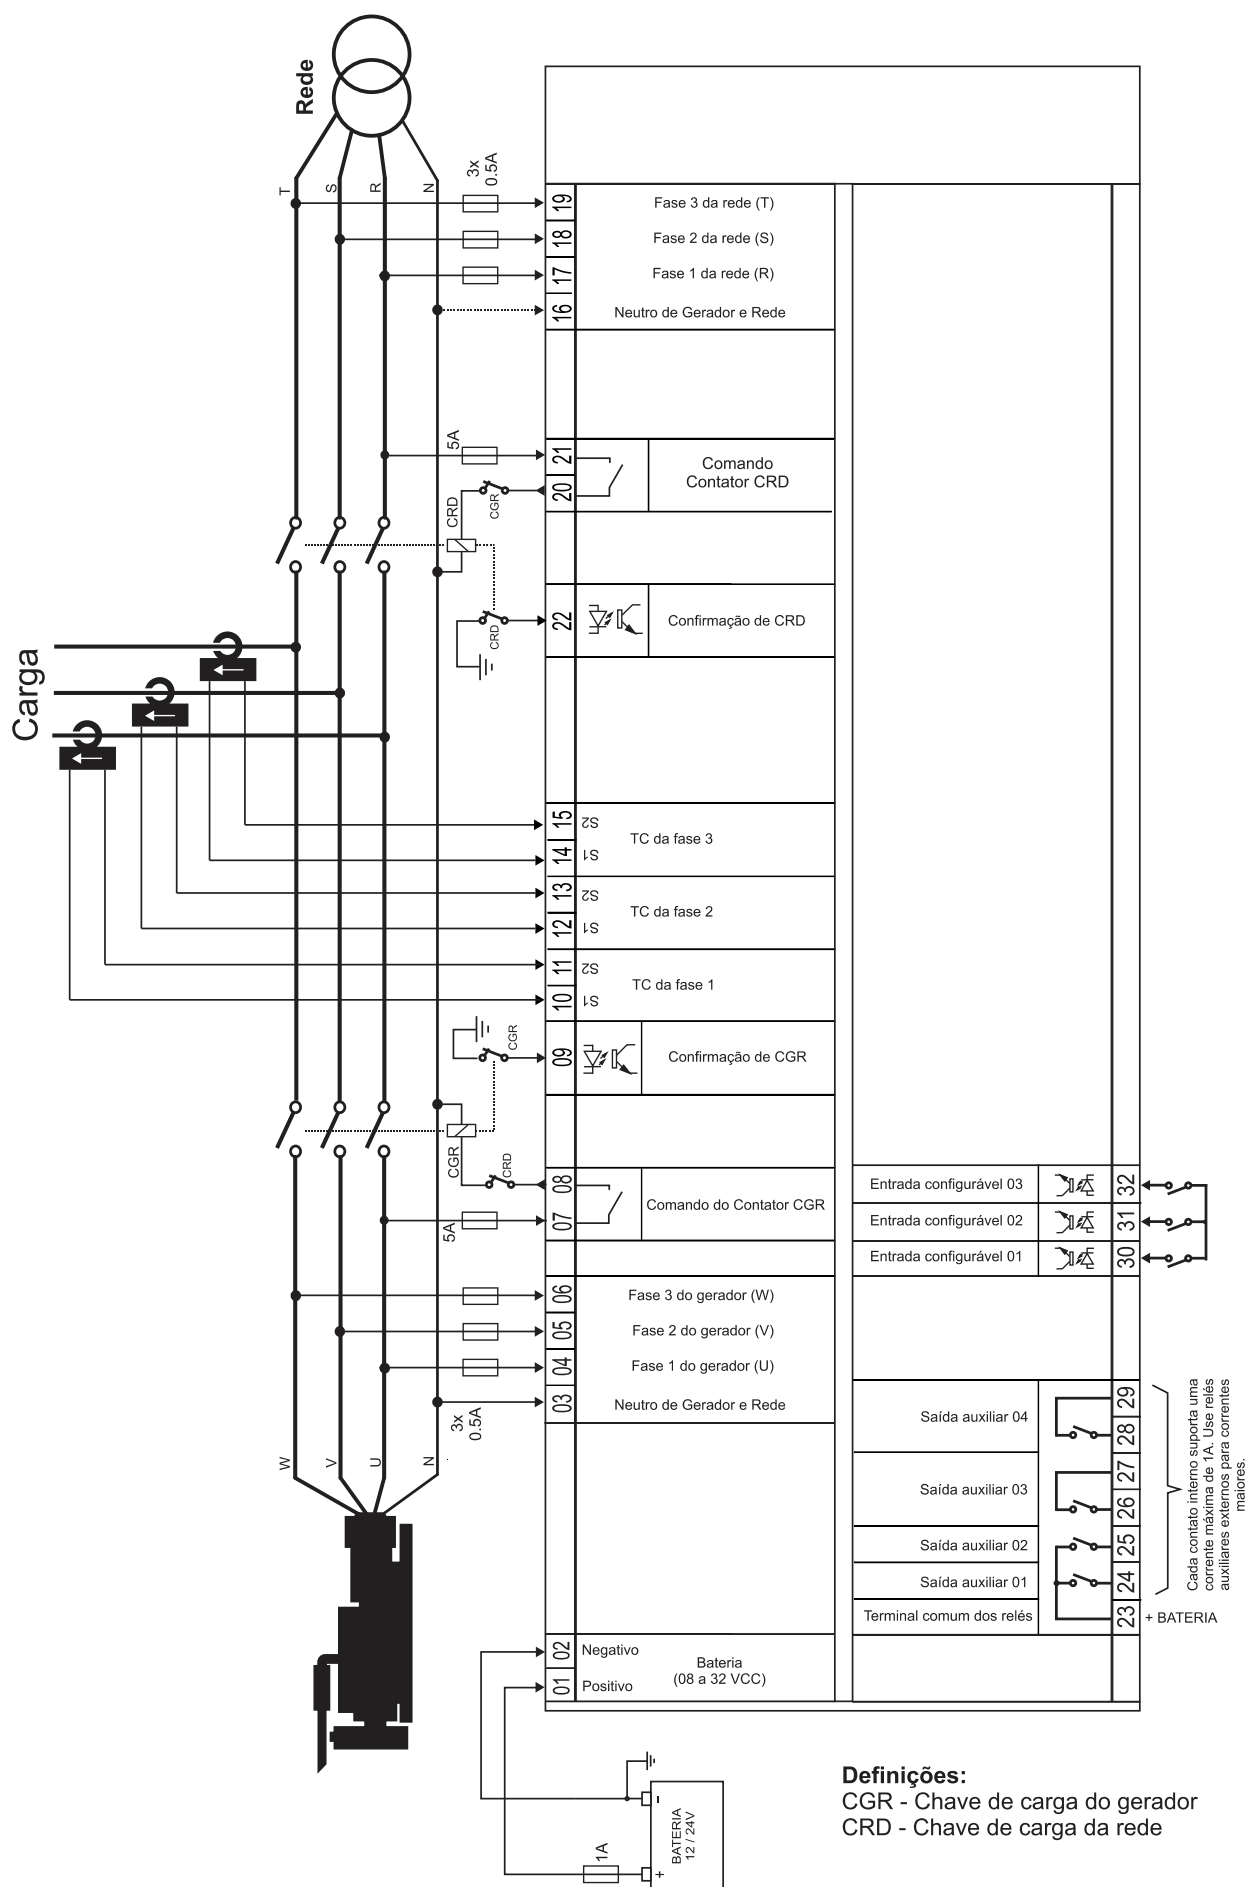 Rede
T
S
R
N
3x
0.5A
19
Fase 3 da rede (T)
18
Fase 2 da rede (S)
17
Fase 1 da rede (R)
16
Neutro de Gerador e Rede
5A
21
20
Comando
Contator CRD
CRD
CGR
22
Confirmação de CRD
CRD
Carga
15
S2
TC da fase 3
14
S1
13
S2
TC da fase 2
12
S1
11
S2
TC da fase 1
10
S1
CGR
09
Confirmação de CGR
CGR
CRD
08
Comando do Contator CGR
07
5A
Entrada configurável 03
32
Entrada configurável 02
31
Entrada configurável 01
30
06
Fase 3 do gerador (W)
05
Fase 2 do gerador (V)
04
Fase 1 do gerador (U)
03
Neutro de Gerador e Rede
3x
0.5A
W
V
U
N
29
Saída auxiliar 04
28
27
Saída auxiliar 03
26
Saída auxiliar 02
25
Saída auxiliar 01
24
Terminal comum dos relés
23
+ BATERIA
Cada contato interno suporta uma
corrente máxima de 1A. Use relés
auxiliares externos para correntes
maiores.
02
Negativo
Bateria
(08 a 32 VCC)
01
Positivo
BATERIA
12 / 24V
-
+
1A
Definições:
CGR - Chave de carga do gerador
CRD - Chave de carga da rede